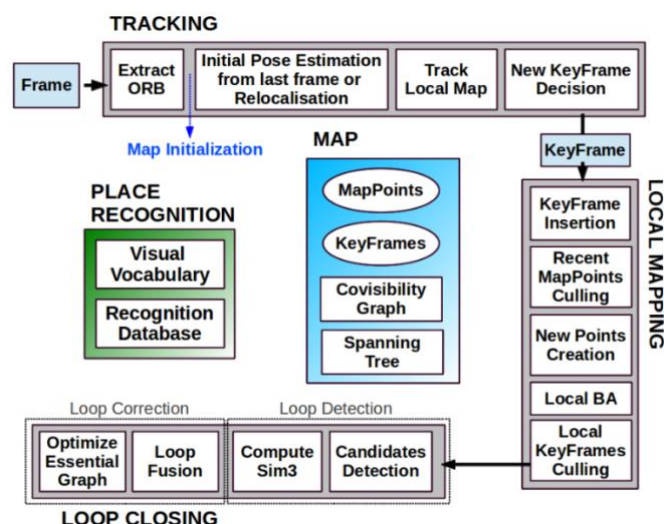 TRACKING
Frame
Extract
ORB
Initial Pose Estimation
from last frame or
Relocalisation
Track
Local Map
New KeyFrame
Decision
Map Initialization
KeyFrame
MAP
MapPoints
KeyFrames
Covisibility
Graph
Spanning
Tree
PLACE
RECOGNITION
Visual
Vocabulary
Recognition
Database
LOCAL MAPPING
KeyFrame
Insertion
Recent
MapPoints
Culling
New Points
Creation
Local BA
Local
KeyFrames
Culling
Loop Correction
Loop Detection
Optimize
Essential
Graph
Loop
Fusion
Compute
Sim3
Candidates
Detection
LOOP CLOSING